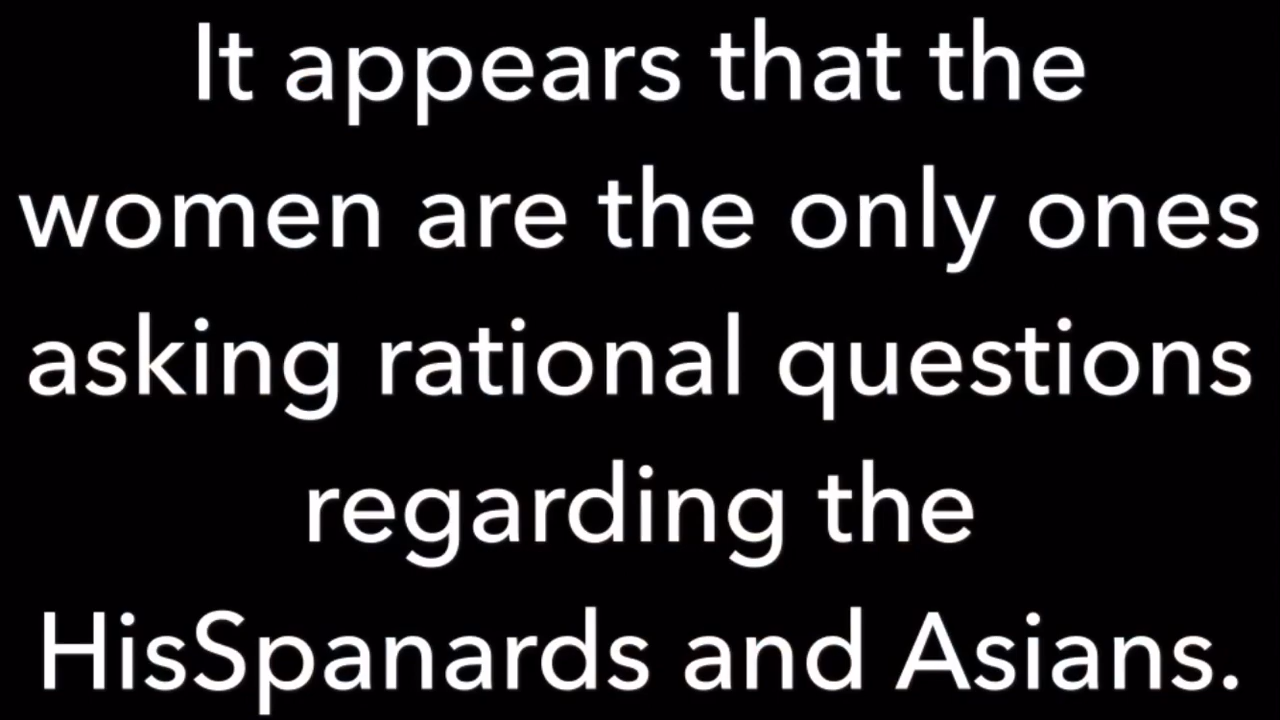 It appears that the
women are the only ones
asking rational questions
regarding the
HisSpanards and Asians.